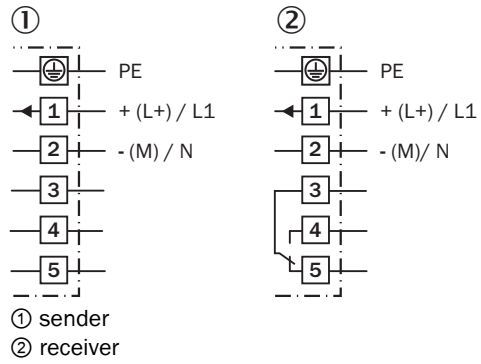 ① ②
PE PE
1 + (L+) / L1 1 + (L+) / L1
2 - (M) / N 2 - (M)/ N
3 3
4 4
5 5
① sender
② receiver